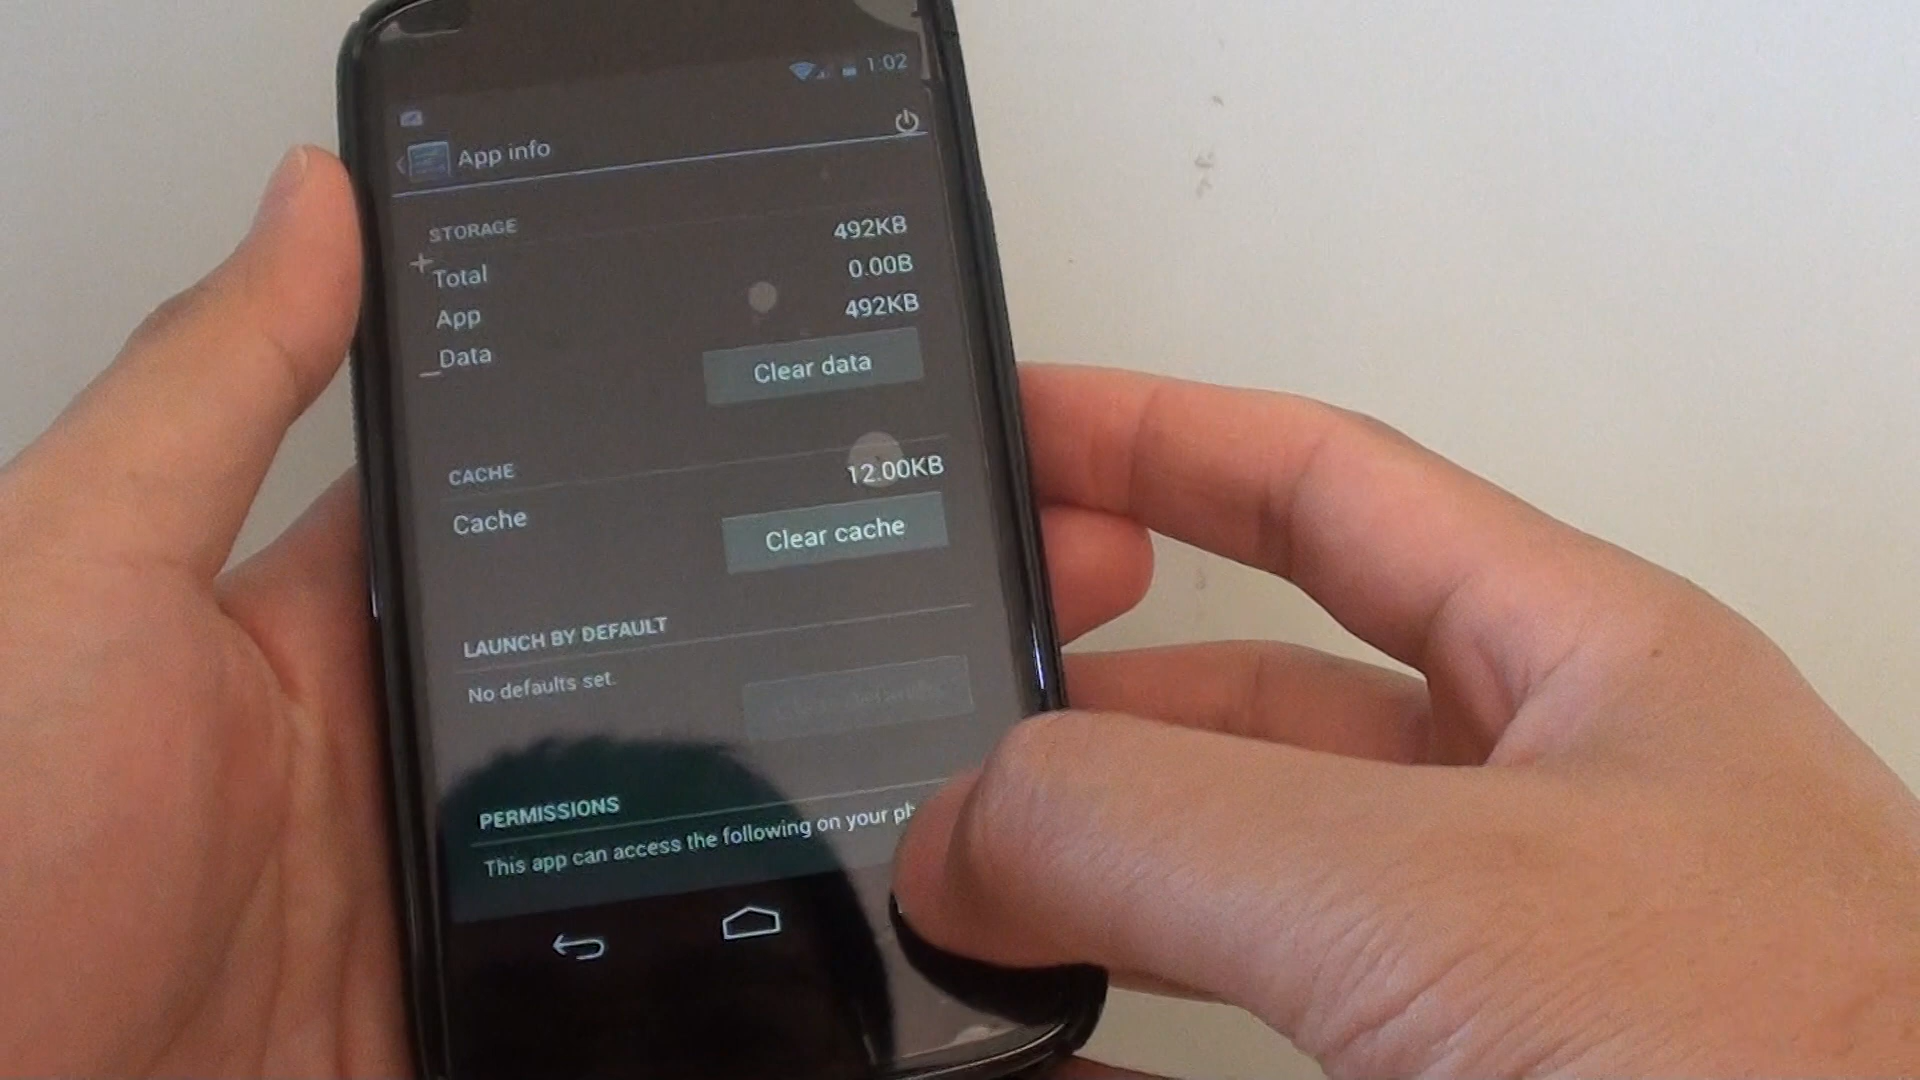 1:02
App info
STORAGE
492KB
Total
0.00B
App
492KB
Data
Clear data
CACHE
12.00KB
Cache
Clear cache
LAUNCH BY DEFAULT
No defaults set.
PERMISSIONS
This app can access the following on your